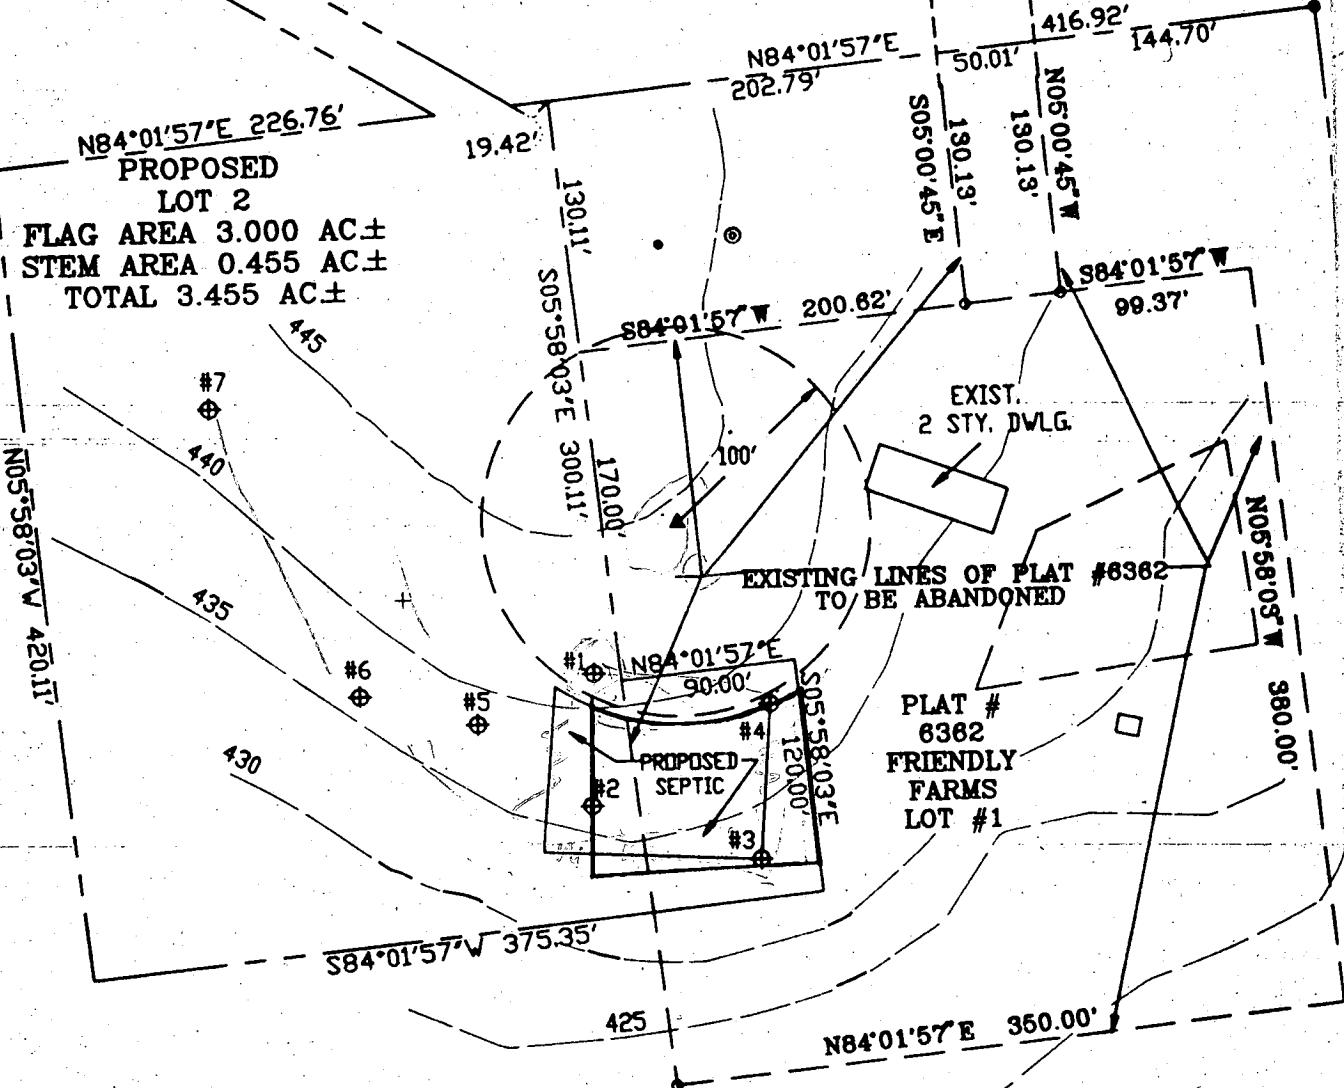 416.92'
N84°01'57"E
50.01'
144.70'
202.79'
N84°01'57"E 226.76'
19.42'
S05°00'45"E
130.13'
130.13'
N05°00'45"W
PROPOSED
LOT 2
FLAG AREA 3.000 AC.±
STEM AREA 0.455 AC.±
TOTAL 3.455 AC.±
130.11'
S84°01'57"W
99.37'
S84°01'57"W 200.62'
S05°58'03"E 300.11'
445
#7
EXIST.
2 STY. DWLG.
440
100'
170.00'
N05°58'03"W 420.11'
N05°58'03"W 380.00'
EXISTING LINES OF PLAT #6362
TO BE ABANDONED
435
#1
N84°01'57"E
90.00'
#6
#5
#4
S05°58'03"E
120.00'
PLAT #
6362
FRIENDLY
FARMS
LOT #1
430
PROPOSED
SEPTIC
#2
#3
S84°01'57"W 375.35'
425
N84°01'57"E 350.00'